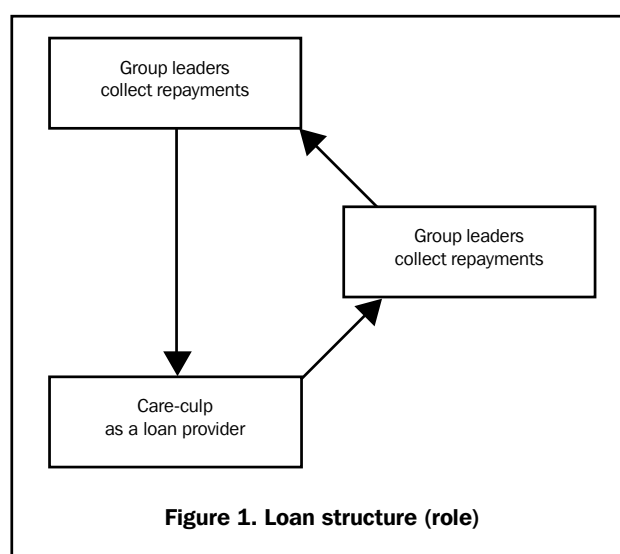 Group leaders
collect repayments
Group leaders
collect repayments
Care-culp
as a loan provider
Figure 1. Loan structure (role)